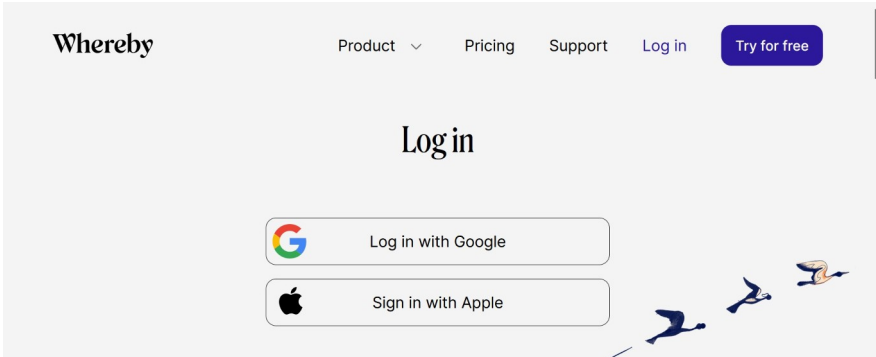 Whereby Product Pricing Support Log in Try for free
Log in
Log in with Google
Sign in with Apple